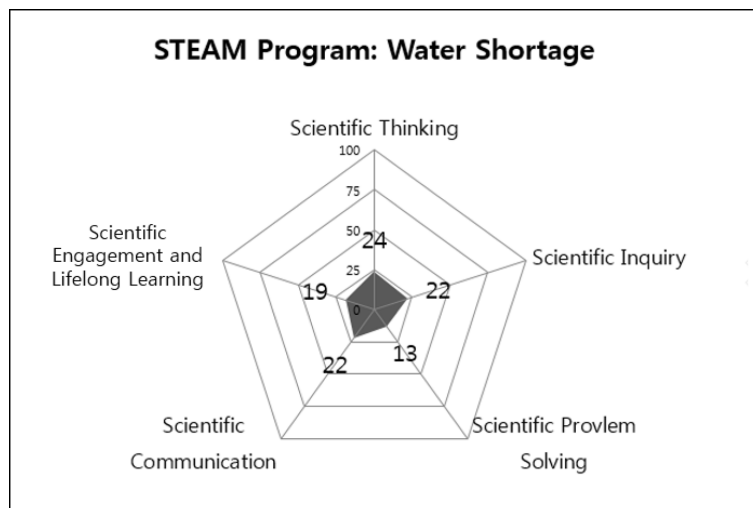 STEAM Program: Water Shortage
Scientific Thinking
100
75
50
24
25
0
Scientific
Engagement and
Lifelong Learning
19
Scientific Inquiry
22
22
13
Scientific
Communication
Scientific Provlem
Solving